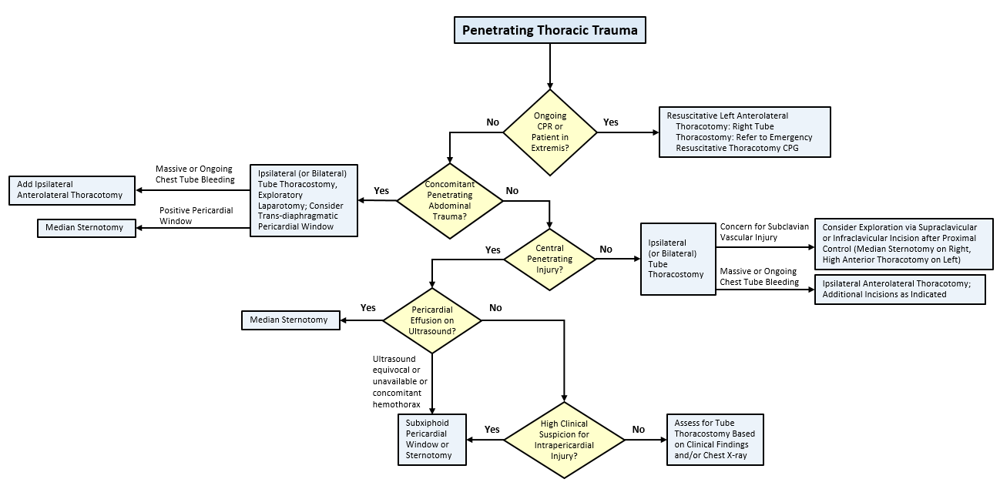 Penetrating Thoracic Trauma
Ongoing
CPR or
Patient in
Extremis?
No
Yes
Resuscitative Left Anterolateral
Thoracotomy: Right Tube
Thoracostomy: Refer to Emergency
Resuscitative Thoracotomy CPG
Concomitant
Penetrating
Abdominal
Trauma?
Yes
No
Ipsilateral (or Bilateral)
Tube Thoracostomy,
Exploratory
Laparotomy; Consider
Trans-diaphragmatic
Pericardial Window
Massive or Ongoing
Chest Tube Bleeding
Add Ipsilateral
Anterolateral Thoracotomy
Positive Pericardial
Window
Median Sternotomy
Central
Penetrating
Injury?
Yes
No
Ipsilateral
(or Bilateral)
Tube
Thoracostomy
Concern for Subclavian
Vascular Injury
Consider Exploration via Supraclavicular
or Infraclavicular Incision after Proximal
Control (Median Sternotomy on Right,
High Anterior Thoracotomy on Left)
Massive or Ongoing
Chest Tube Bleeding
Ipsilateral Anterolateral Thoracotomy;
Additional Incisions as Indicated
Pericardial
Effusion on
Ultrasound?
Yes
No
Median Sternotomy
Ultrasound
equivocal or
unavailable or
concomitant
hemothorax
Subxiphoid
Pericardial
Window or
Sternotomy
High Clinical
Suspicion for
Intrapericardial
Injury?
Yes
No
Assess for Tube
Thoracostomy Based
on Clinical Findings
and/or Chest X-ray